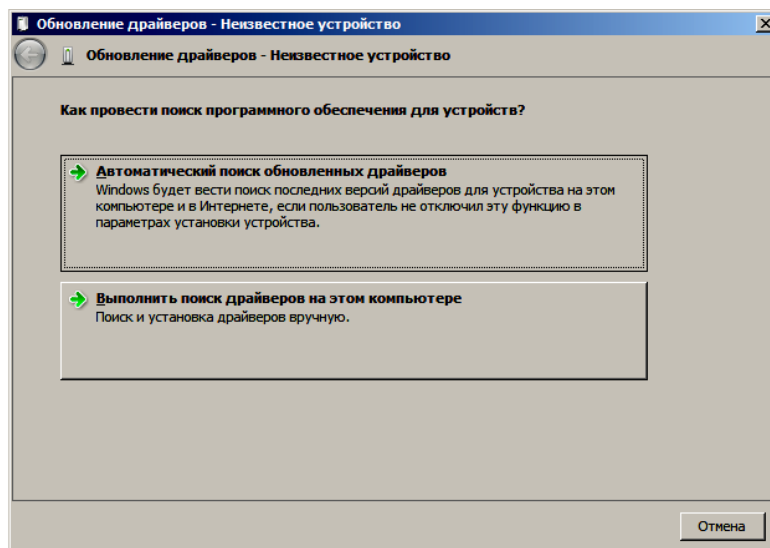 Обновление драйверов - Неизвестное устройство
Обновление драйверов - Неизвестное устройство
Как провести поиск программного обеспечения для устройств?
Автоматический поиск обновленных драйверов
Windows будет вести поиск последних версий драйверов для устройства на этом
компьютере и в Интернете, если пользователь не отключил эту функцию в
параметрах установки устройства.
Выполнить поиск драйверов на этом компьютере
Поиск и установка драйверов вручную.
Отмена